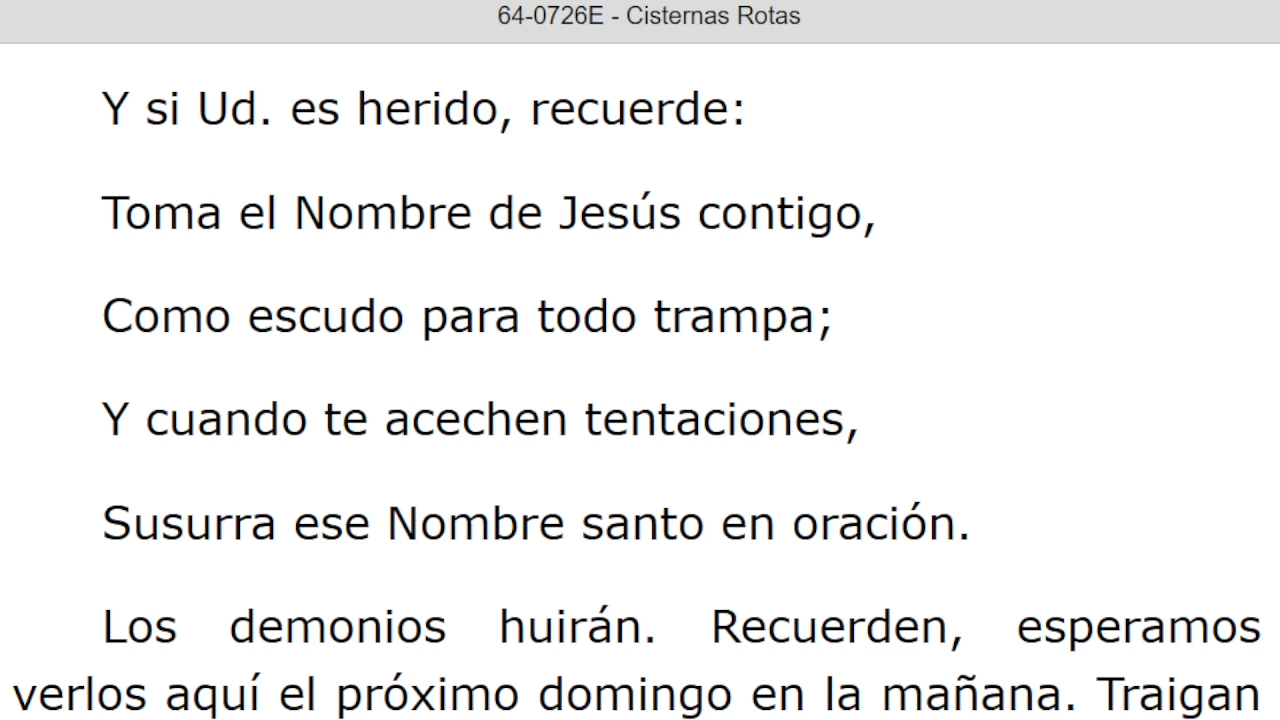 64-0726E - Cisternas Rotas
Y si Ud. es herido, recuerde:
Toma el Nombre de Jesús contigo,
Como escudo para todo trampa;
Y cuando te acechen tentaciones,
Susurra ese Nombre santo en oración.
Los demonios huirán. Recuerden, esperamos
verlos aquí el próximo domingo en la mañana. Traigan